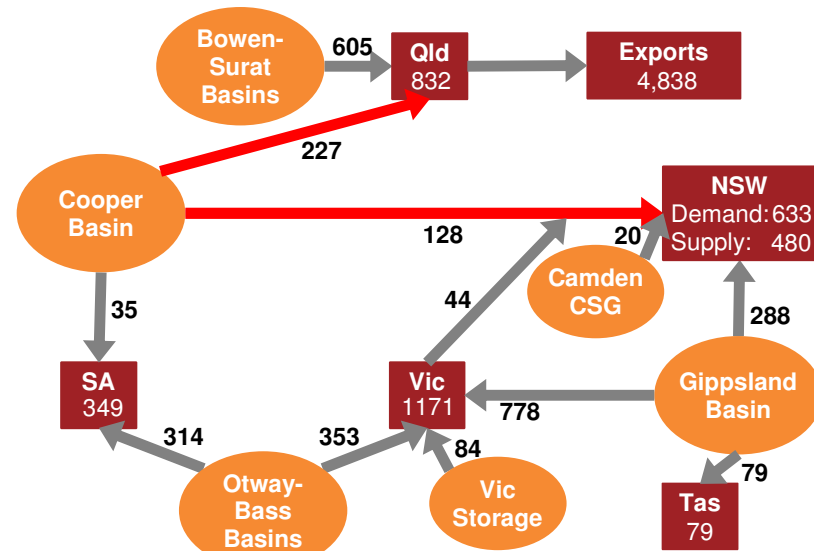 Bowen-
Surat
Basins
605
Qld
832
Exports
4,838
227
Cooper
Basin
128
NSW
Demand: 633
Supply: 480
20
Camden
CSG
44
35
288
SA
349
Vic
1171
778
Gippsland
Basin
314
353
84
79
Otway-
Bass
Basins
Vic
Storage
Tas
79